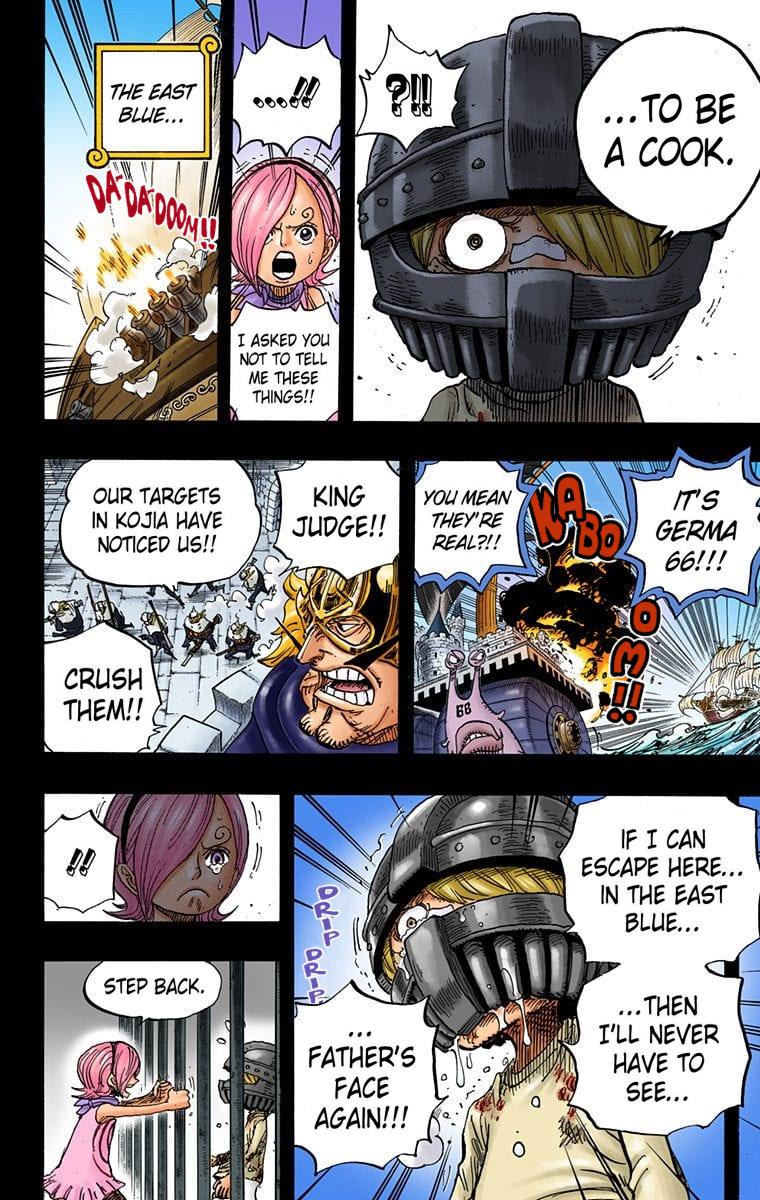 ...TO BE
A COOK.
?!!
...!!
I ASKED YOU
NOT TO TELL
ME THESE
THINGS!!
THE EAST
BLUE...
DA-DA-DADOOM!!
IT'S
GERMA
66!!!
KABOOM!!
YOU MEAN
THEY'RE
REAL?!!
66
KING
JUDGE!!
OUR TARGETS
IN KOJIA HAVE
NOTICED US!!
CRUSH
THEM!!
IF I CAN
ESCAPE HERE...
IN THE EAST
BLUE...
...THEN
I'LL NEVER
HAVE TO
SEE...
DRIP DRIP
...
FATHER'S
FACE
AGAIN!!!
!!
STEP BACK.